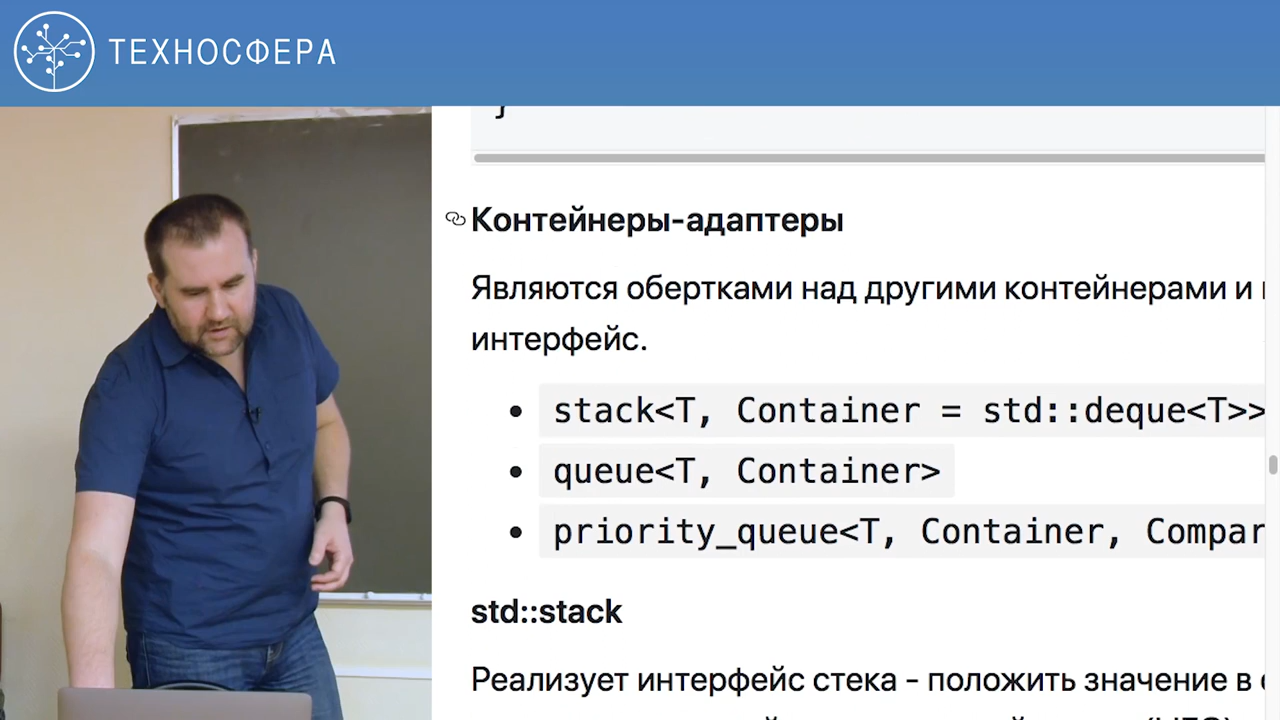 ТЕХНОСФЕРА
}
Контейнеры-адаптеры
Являются обертками над другими контейнерами и
интерфейс.
stack<T, Container = std::deque<T>>
queue<T, Container>
priority_queue<T, Container, Compar
std::stack
Реализует интерфейс стека - положить значение в